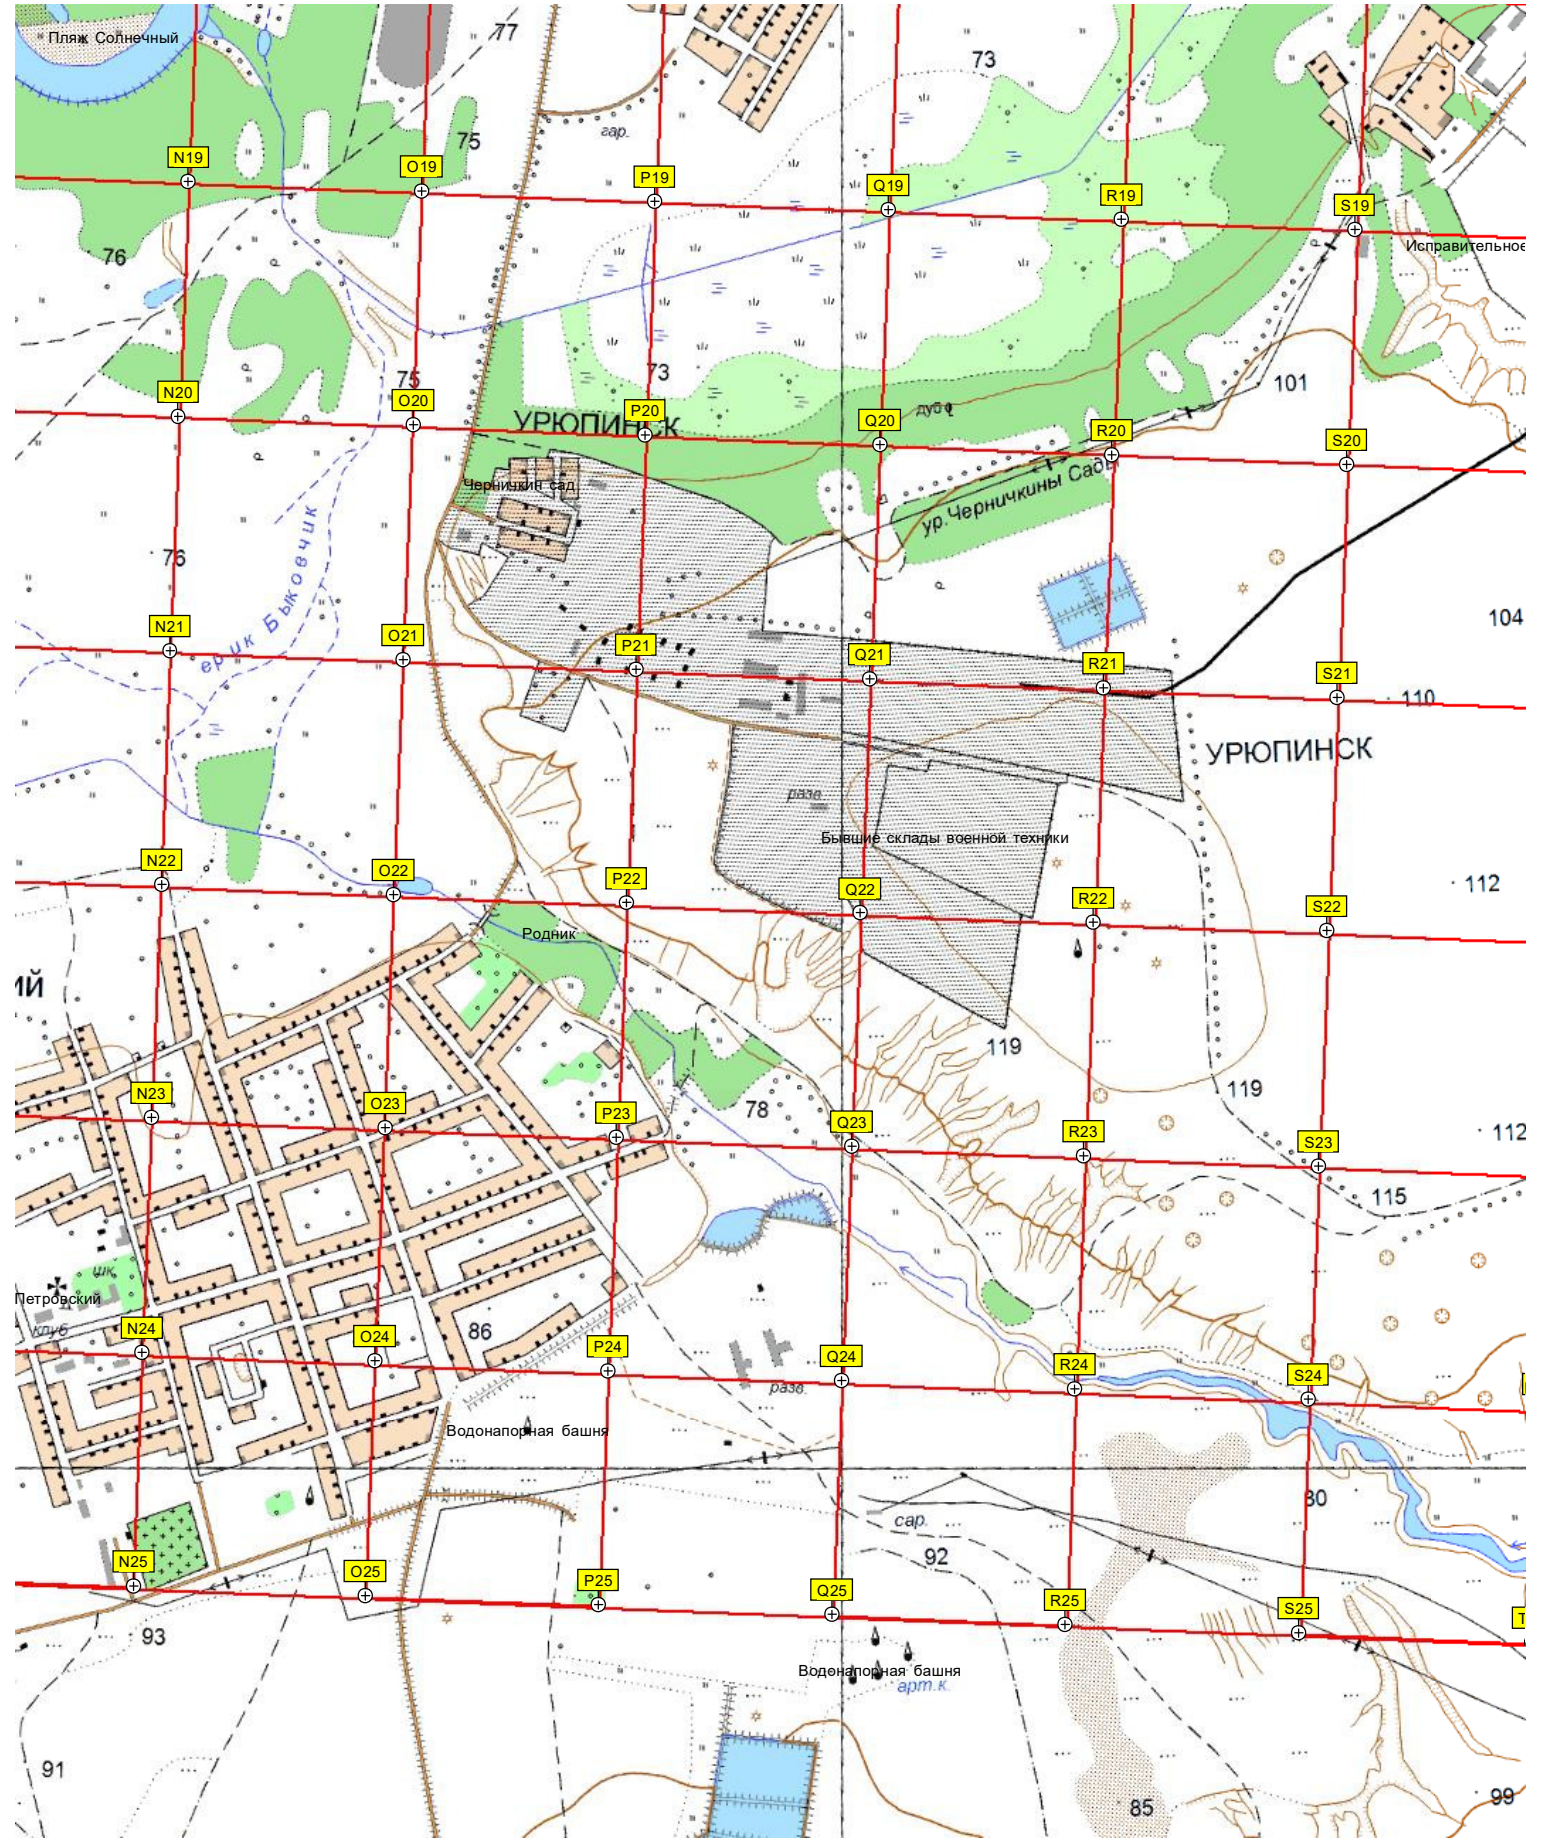 Пляж Солнечный
77
73
гар.
75
N19
O19
P19
Q19
R19
S19
Исправительное
76
73
75
101
N20
O20
P20
Q20
R20
S20
УРЮПИНСК
дуб
Черничкин сад
ур.Черничкины Сады
76
ерик Быковчик
104
N21
O21
P21
Q21
R21
S21
110
УРЮПИНСК
разв.
Бывшие склады военной техники
N22
O22
P22
Q22
R22
S22
112
Родник
ИЙ
119
119
78
N23
O23
P23
Q23
R23
S23
112
115
шк.
Петровский
клуб
86
N24
O24
P24
Q24
R24
S24
разв.
Водонапорная башня
80
сар.
92
N25
O25
P25
Q25
R25
S25
T
93
Водонапорная башня
арт.к.
91
85
99